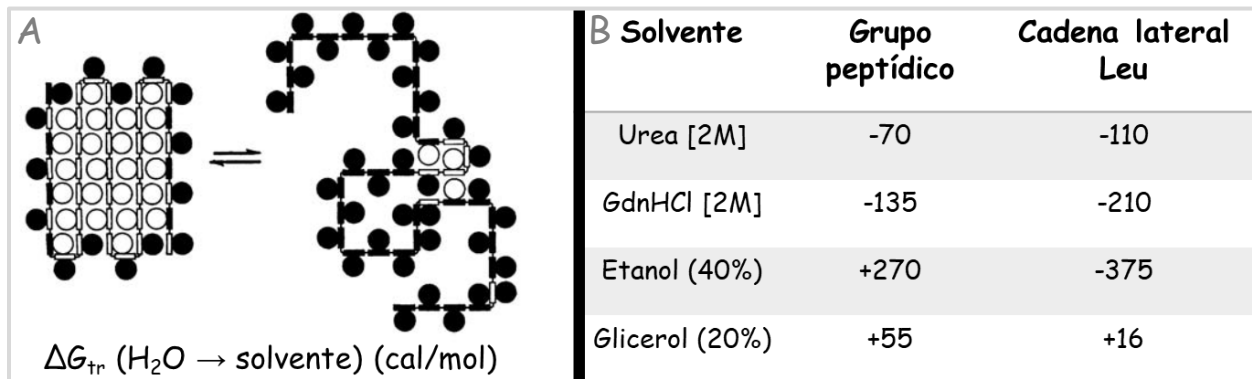 A
ΔGtr (H2O → solvente) (cal/mol)
B Solvente Grupo peptídico Cadena lateral Leu
Urea [2M] -70 -110
GdnHCl [2M] -135 -210
Etanol (40%) +270 -375
Glicerol (20%) +55 +16